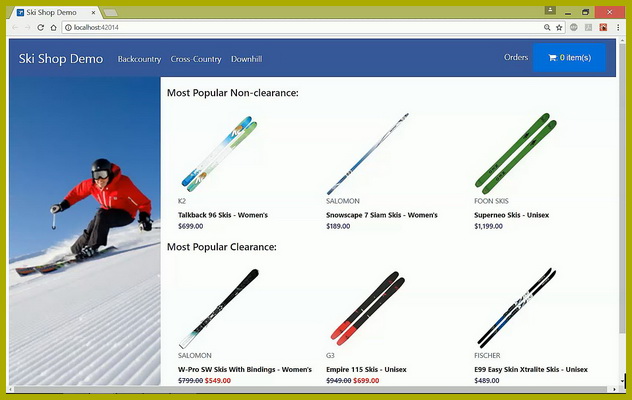 Ski Shop Demo
localhost:42014
Ski Shop Demo Backcountry Cross-Country Downhill Orders 0 item(s)
Most Popular Non-clearance:
K2 SALOMON FOON SKIS
Talkback 96 Skis - Women's Snowscape 7 Siam Skis - Women's Superneo Skis - Unisex
$699.00 $189.00 $1,199.00
Most Popular Clearance:
SALOMON G3 FISCHER
W-Pro SW Skis With Bindings - Women's Empire 115 Skis - Unisex E99 Easy Skin Xtralite Skis - Unisex
$799.00 $549.00 $949.00 $699.00 $489.00